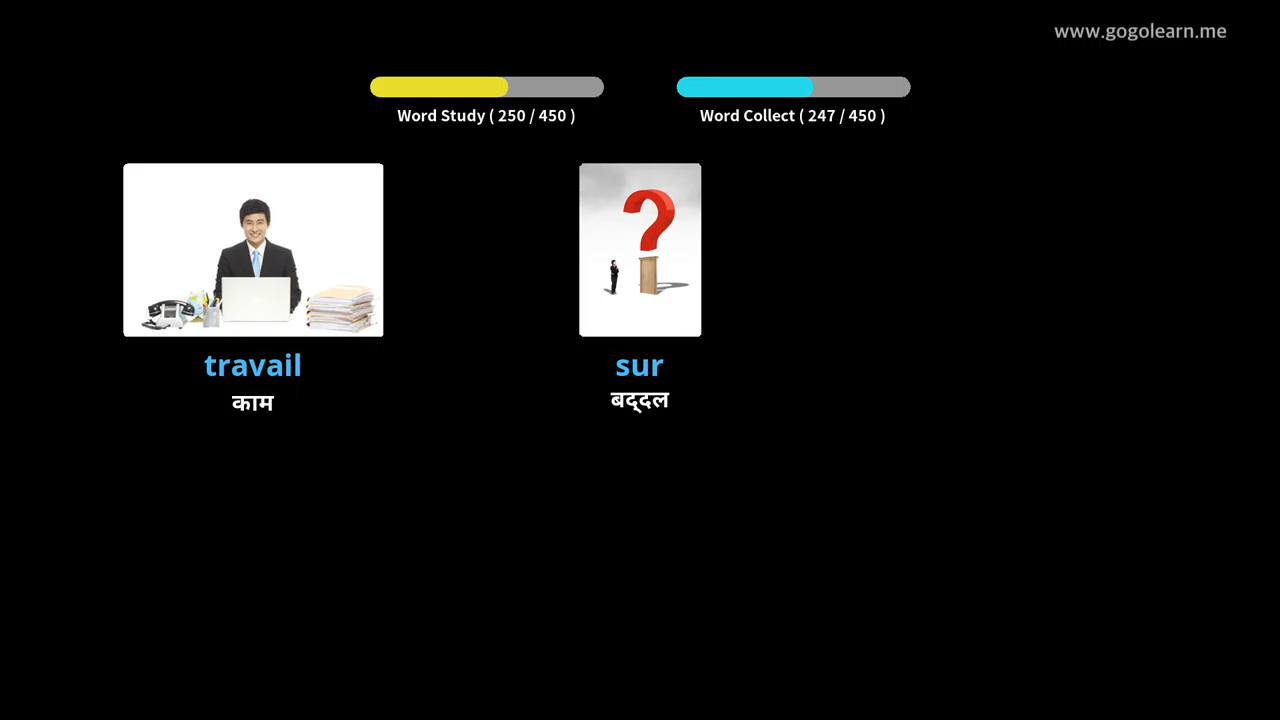 www.gogolearn.me
Word Study ( 250 / 450 )
Word Collect ( 247 / 450 )
travail
काम
sur
बद्दल